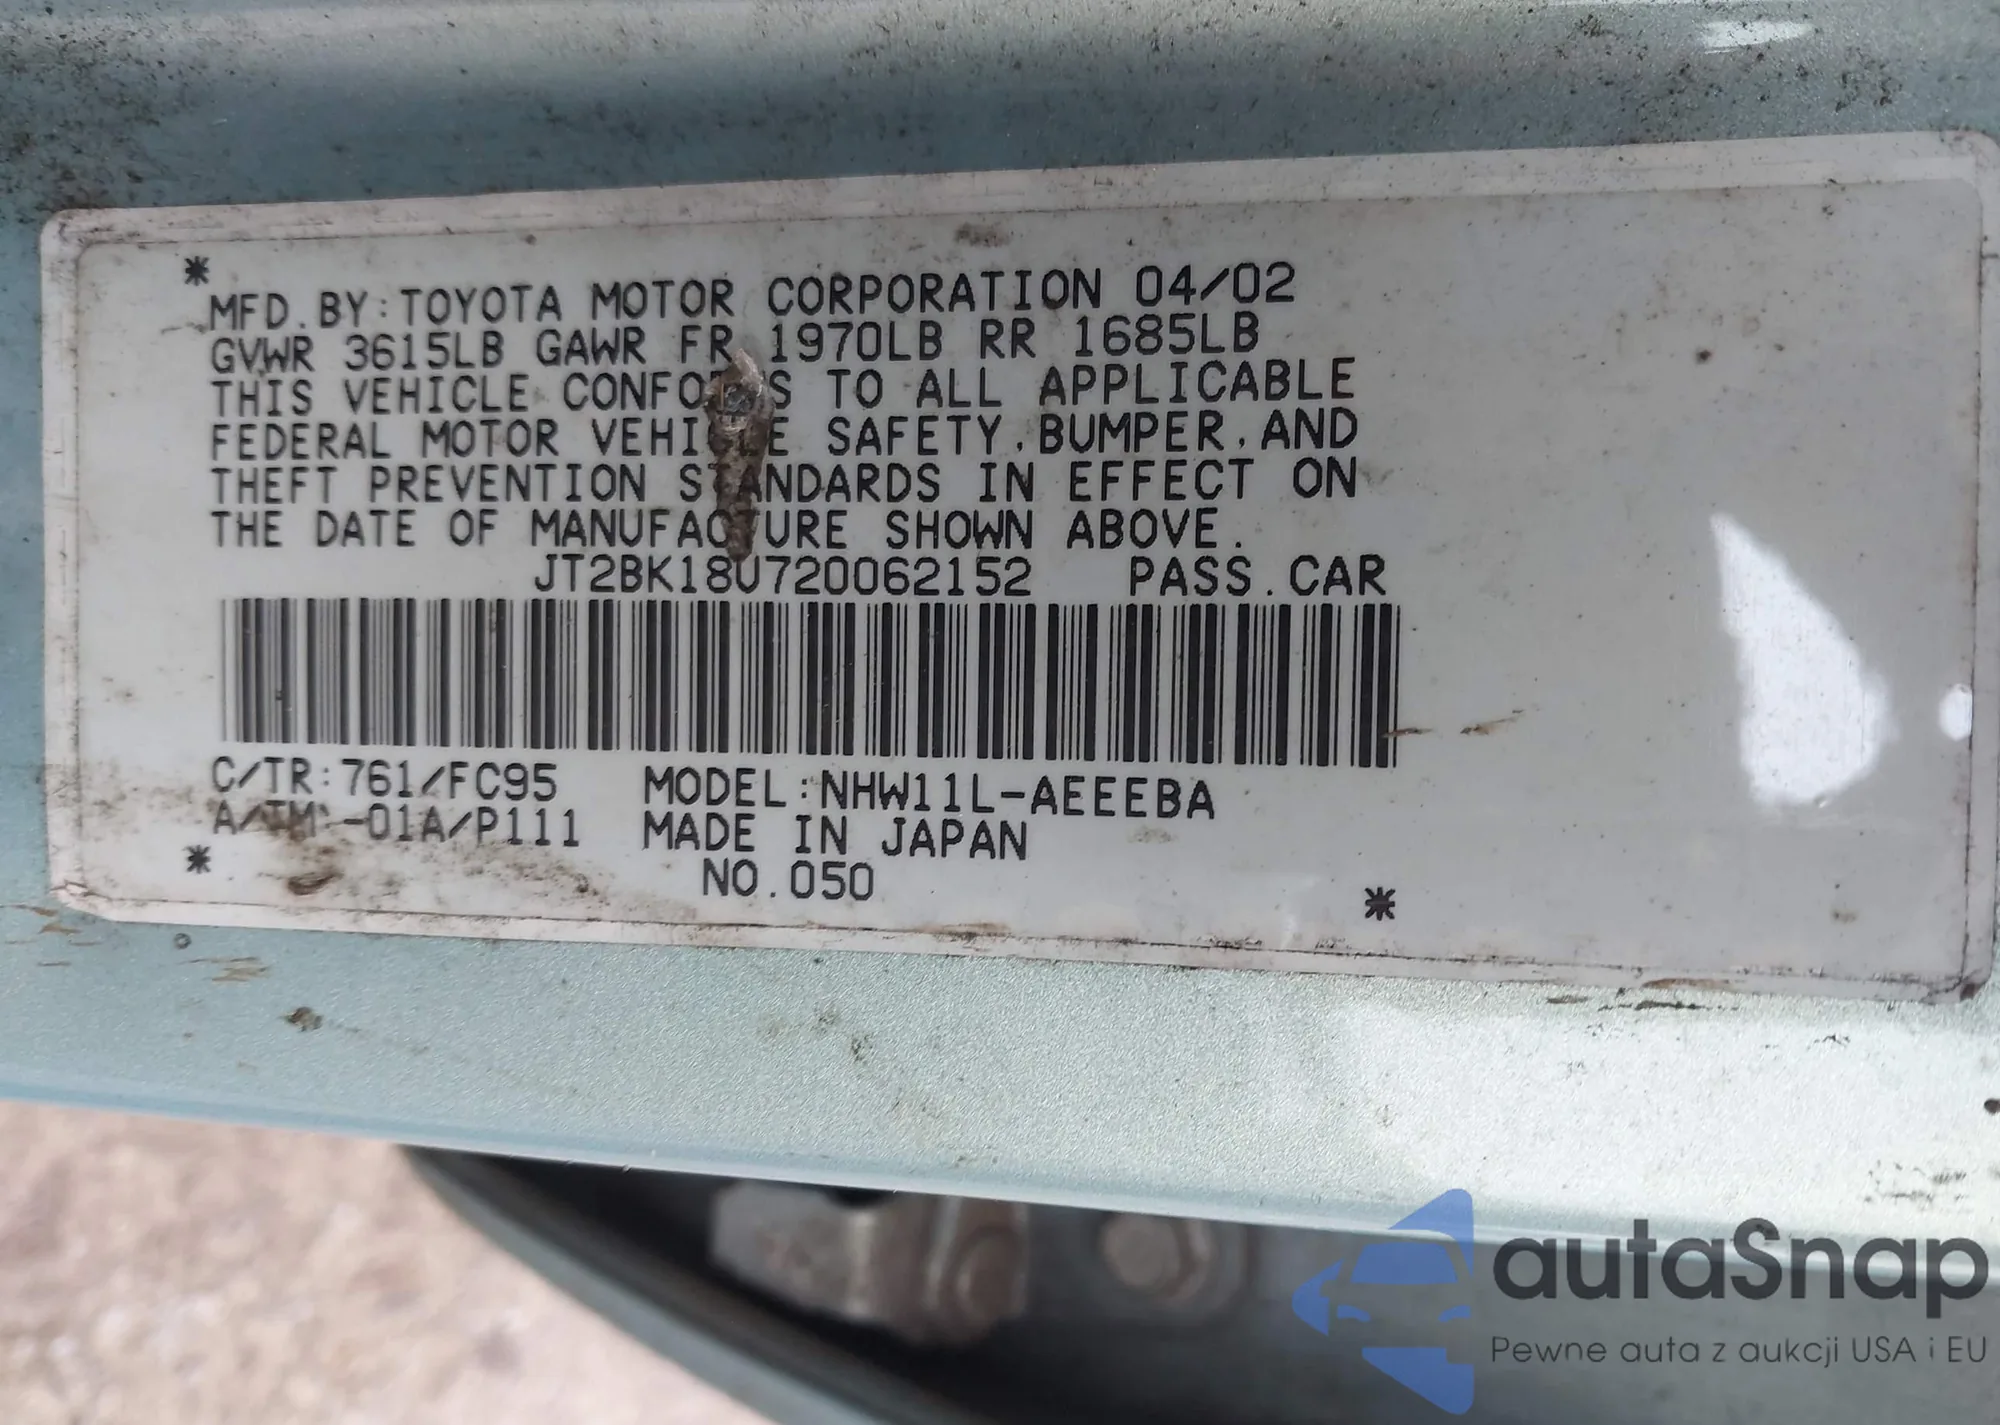 *
MFD. BY: TOYOTA MOTOR CORPORATION 04/02
GVWR 3615LB GAWR FR 1970LB RR 1685LB
THIS VEHICLE CONFORMS TO ALL APPLICABLE
FEDERAL MOTOR VEHICLE SAFETY, BUMPER, AND
THEFT PREVENTION STANDARDS IN EFFECT ON
THE DATE OF MANUFACTURE SHOWN ABOVE.
JT2BK18U720062152 PASS. CAR
C/TR: 761/FC95 MODEL: NHW11L-AEEEBA
A/TM: -01A/P111 MADE IN JAPAN
* NO. 050 *
autaSnap
Pewne auta z aukcji USA i EU